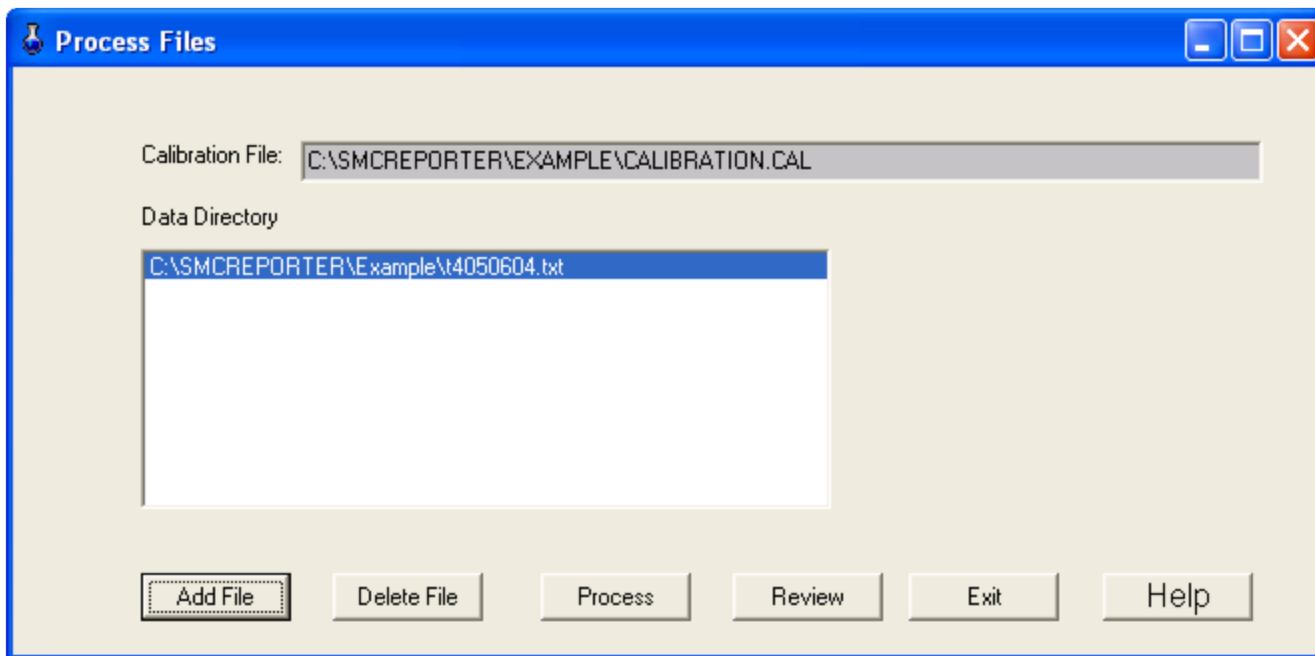 Process Files
Calibration File: C:\SMCREPORTER\EXAMPLE\CALIBRATION.CAL
Data Directory
C:\SMCREPORTER\Example\t4050604.txt
Add File Delete File Process Review Exit Help